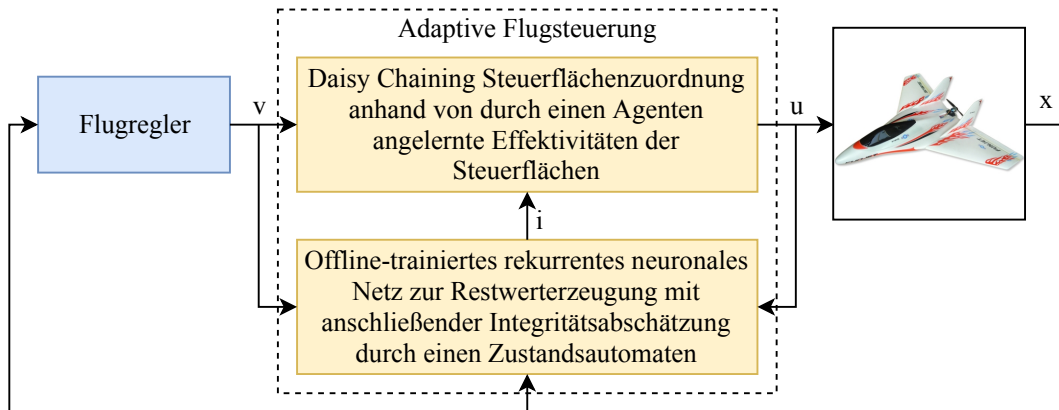 Adaptive Flugsteuerung
Flugregler
v
Daisy Chaining Steuerflächenzuordnung
anhand von durch einen Agenten
angelernte Effektivitäten der
Steuerflächen
u
x
i
Offline-trainiertes rekurrentes neuronales
Netz zur Restwerterzeugung mit
anschließender Integritätsabschätzung
durch einen Zustandsautomaten